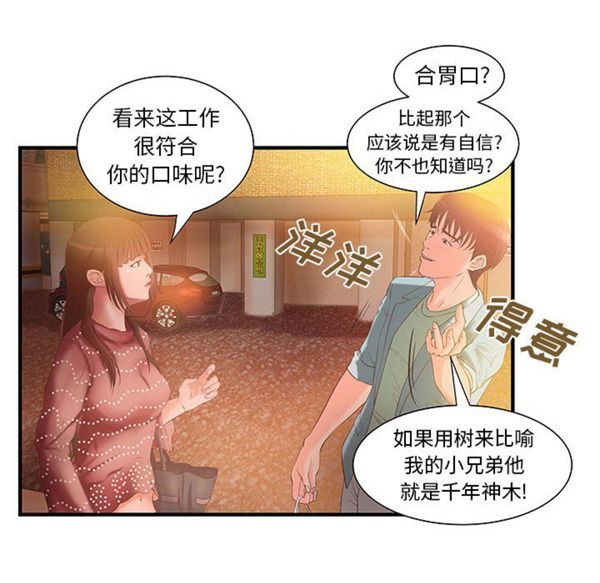 看来这工作
很符合
你的口味呢?
合胃口?
比起那个
应该说是有自信?
你不也知道吗?
洋洋
得意
如果用树来比喻
我的小兄弟他
就是千年神木!